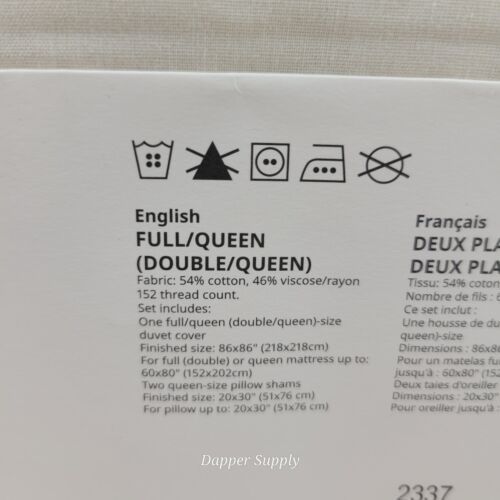 English
FULL/QUEEN
(DOUBLE/QUEEN)
Fabric: 54% cotton, 46% viscose/rayon
152 thread count.
Set includes:
One full/queen (double/queen)-size
duvet cover
Finished size: 86x86" (218x218cm)
For full (double) or queen mattress up to:
60x80" (152x202cm)
Two queen-size pillow shams
Finished size: 20x30" (51x76 cm)
For pillow up to: 20x30" (51x76 cm)
Français
DEUX PLA
DEUX PLA
Tissu: 54% coton
Nombre de fils :
Ce set inclut :
Une housse de du
queen)-size
Dimensions : 86x86
Pour un matelas fu
jusqu'à : 60x80" (152
Deux taies d'oreiller
Dimensions : 20x30"
Pour oreiller jusqu'à :
2337
Dapper Supply